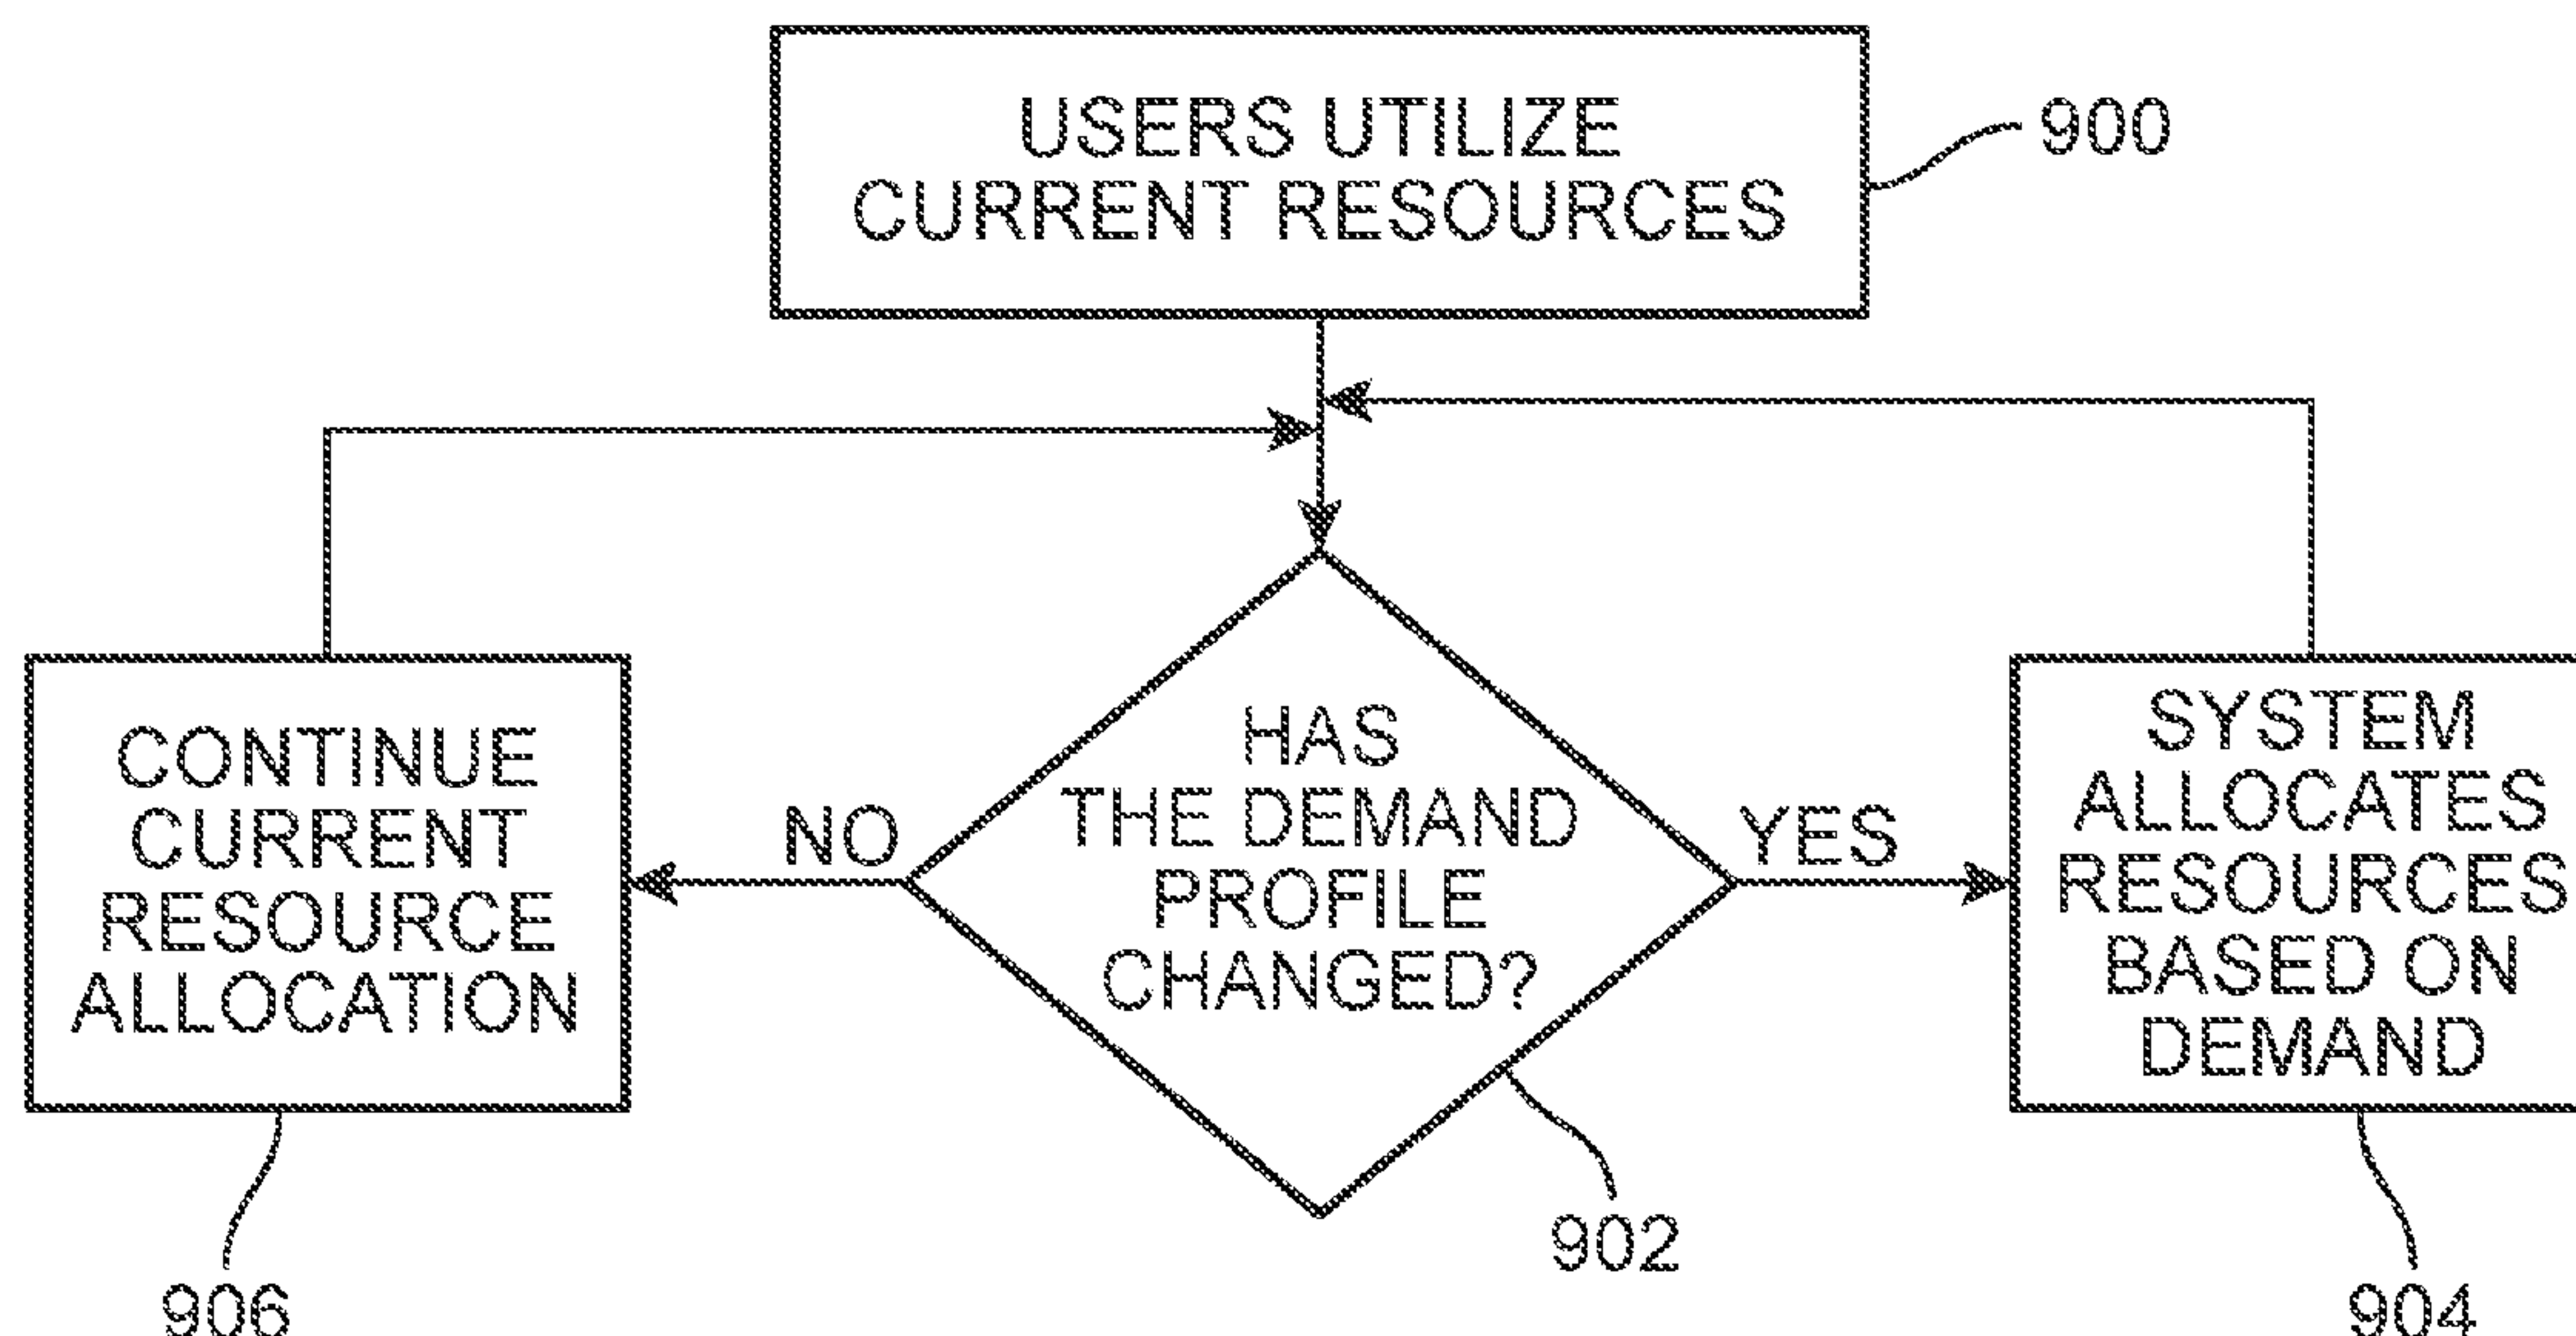 USERS UTILIZE
CURRENT RESOURCES
900
HAS
THE DEMAND
PROFILE
CHANGED?
902
NO
YES
CONTINUE
CURRENT
RESOURCE
ALLOCATION
906
SYSTEM
ALLOCATES
RESOURCES
BASED ON
DEMAND
904